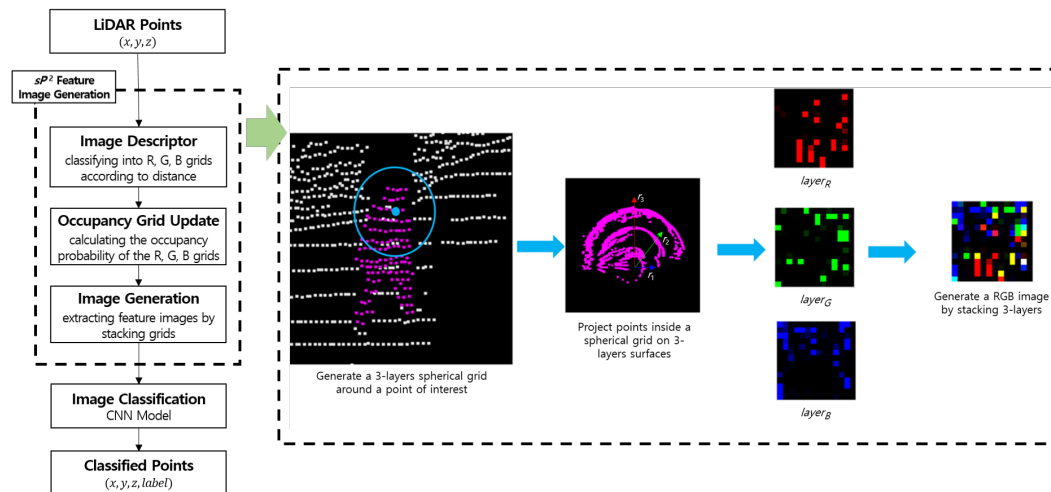 LiDAR Points
(x, y, z)
sP² Feature
Image Generation
Image Descriptor
classifying into R, G, B grids
according to distance
Occupancy Grid Update
calculating the occupancy
probability of the R, G, B grids
Image Generation
extracting feature images by
stacking grids
Image Classification
CNN Model
Classified Points
(x, y, z, label)
Generate a 3-layers spherical grid
around a point of interest
r₃
r₂
r₁
Project points inside a
spherical grid on 3-
layers surfaces
layer_R
layer_G
layer_B
Generate a RGB image
by stacking 3-layers